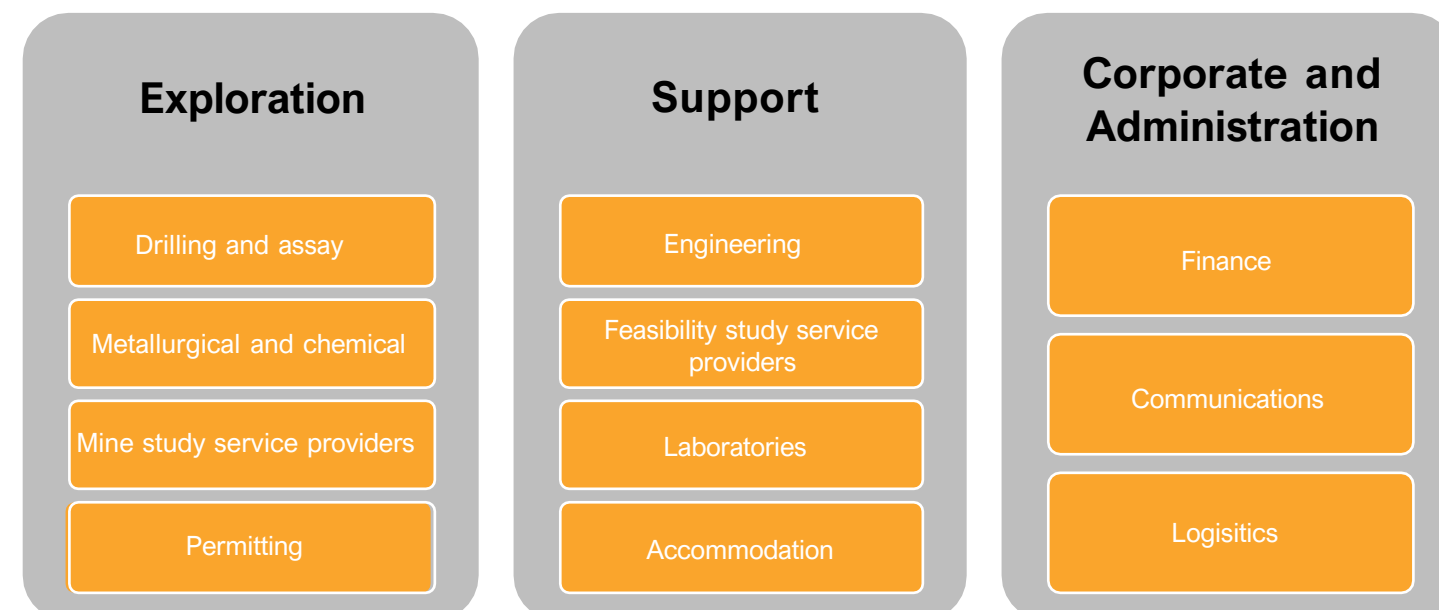 Exploration
Drilling and assay
Metallurgical and chemical
Mine study service providers
Permitting
Support
Engineering
Feasibility study service
providers
Laboratories
Accommodation
Corporate and
Administration
Finance
Communications
Logisitics